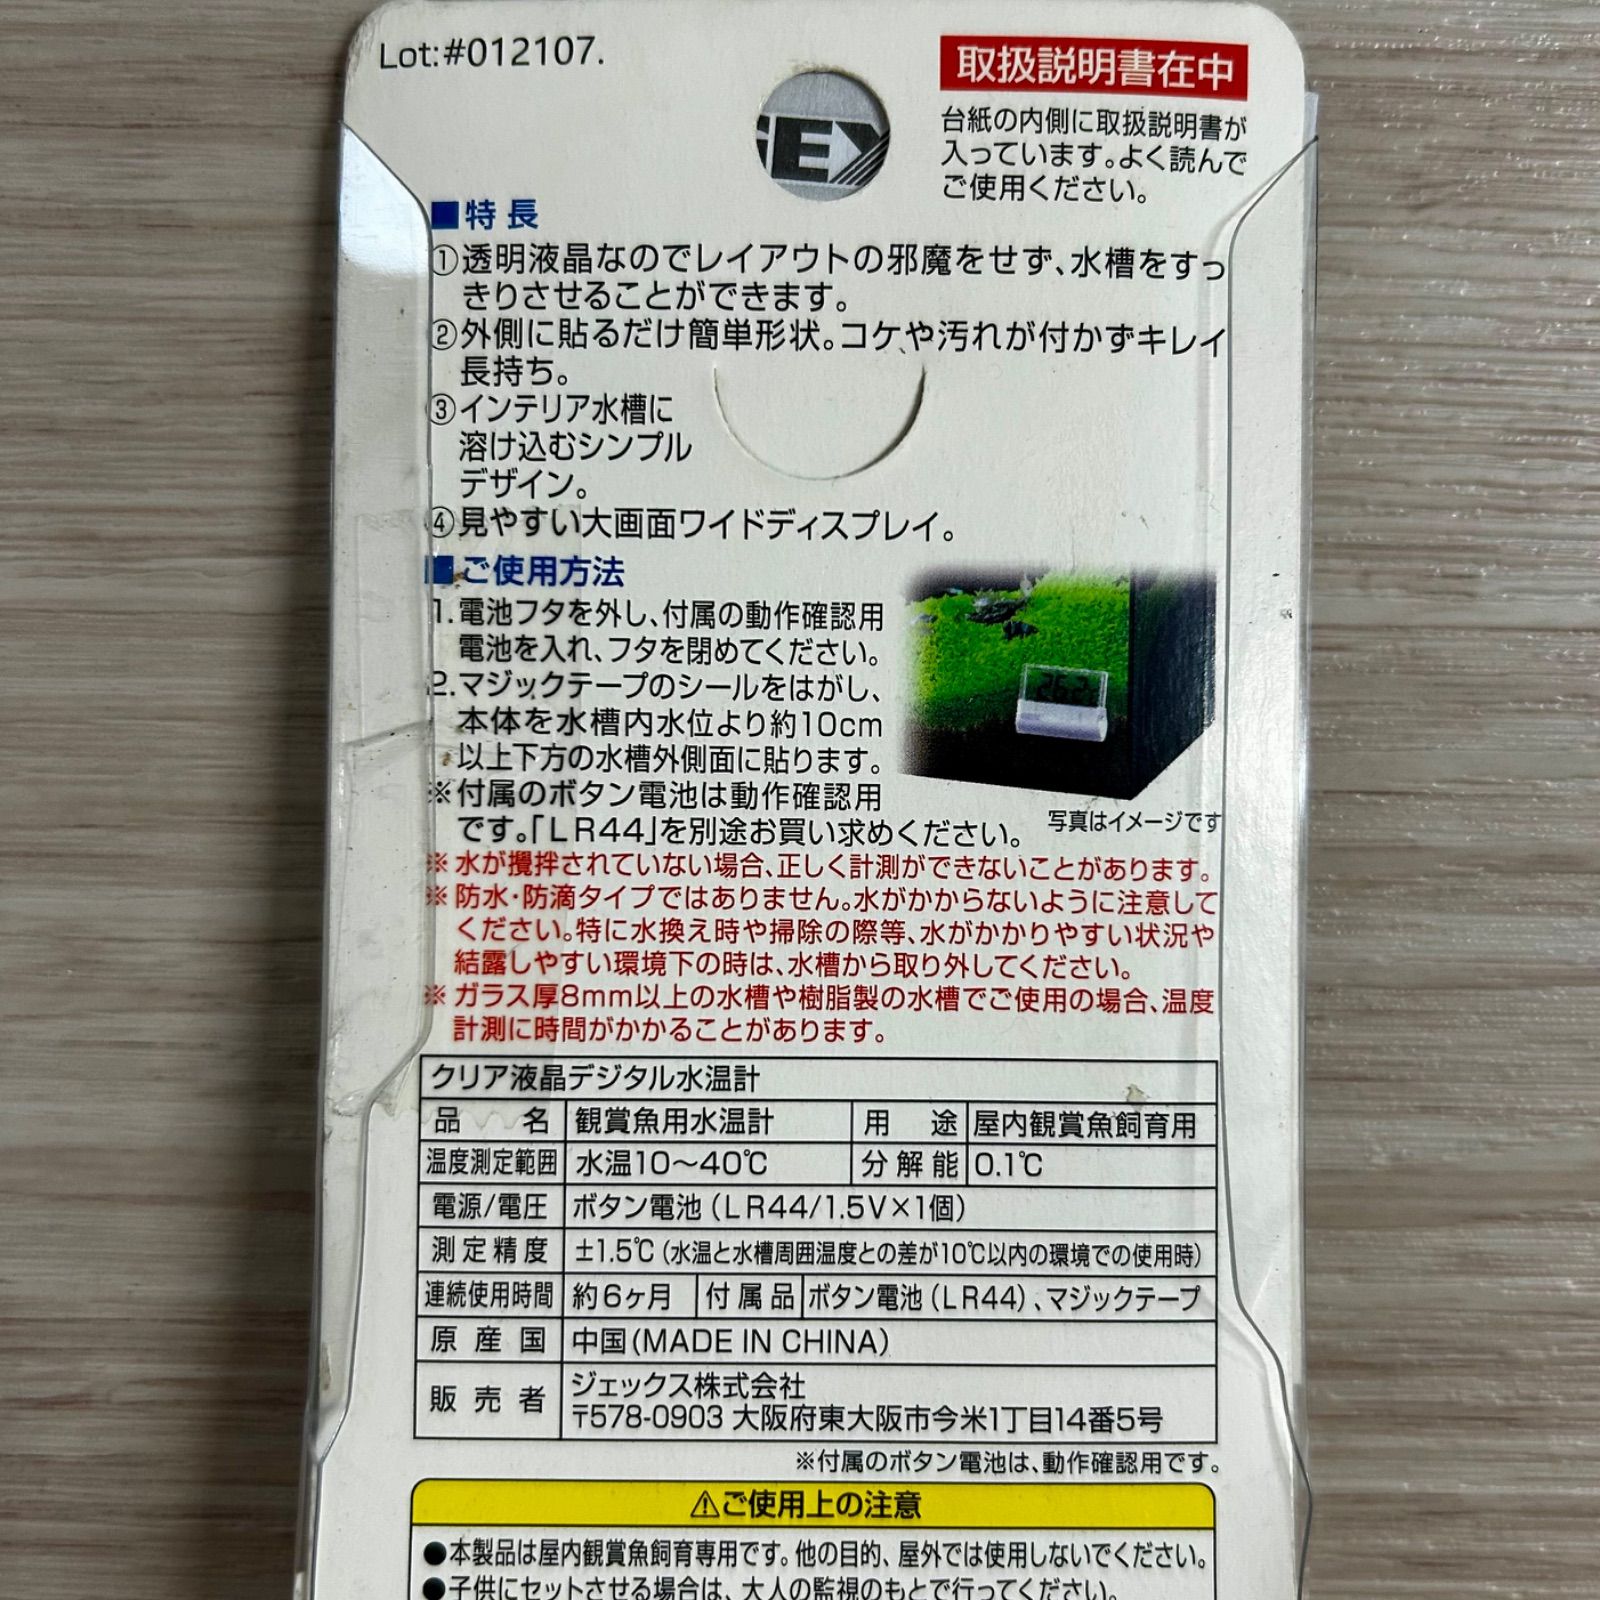 Lot:#012107.
取扱説明書在中
台紙の内側に取扱説明書が
入っています。よく読んで
ご使用ください。
■特長
①透明液晶なのでレイアウトの邪魔をせず、水槽をすっ
きりさせることができます。
②外側に貼るだけ簡単形状。コケや汚れが付かずキレイ
長持ち。
③インテリア水槽に
溶け込むシンプル
デザイン。
④見やすい大画面ワイドディスプレイ。
■ご使用方法
1.電池フタを外し、付属の動作確認用
電池を入れ、フタを閉めてください。
2.マジックテープのシールをはがし、
本体を水槽内水位より約10cm
以上下方の水槽外側面に貼ります。
※付属のボタン電池は動作確認用
です。「LR44」を別途お買い求めください。
写真はイメージです
※水が攪拌されていない場合、正しく計測ができないことがあります。
※防水・防滴タイプではありません。水がかからないように注意して
ください。特に水換え時や掃除の際等、水がかかりやすい状況や
結露しやすい環境下の時は、水槽から取り外してください。
※ガラス厚8mm以上の水槽や樹脂製の水槽でご使用の場合、温度
計測に時間がかかることがあります。
クリア液晶デジタル水温計
品名 観賞魚用水温計 用途 屋内観賞魚飼育用
温度測定範囲 水温10～40℃ 分解能 0.1℃
電源/電圧 ボタン電池(LR44/1.5V×1個)
測定精度 ±1.5℃(水温と水槽周囲温度との差が10℃以内の環境での使用時)
連続使用時間 約6ヶ月 付属品 ボタン電池(LR44)、マジックテープ
原産国 中国(MADE IN CHINA)
販売者 ジェックス株式会社
〒578-0903 大阪府東大阪市今米1丁目14番5号
※付属のボタン電池は、動作確認用です。
⚠ご使用上の注意
●本製品は屋内観賞魚飼育専用です。他の目的、屋外では使用しないでください。
●子供にセットさせる場合は、大人の監視のもとで行ってください。